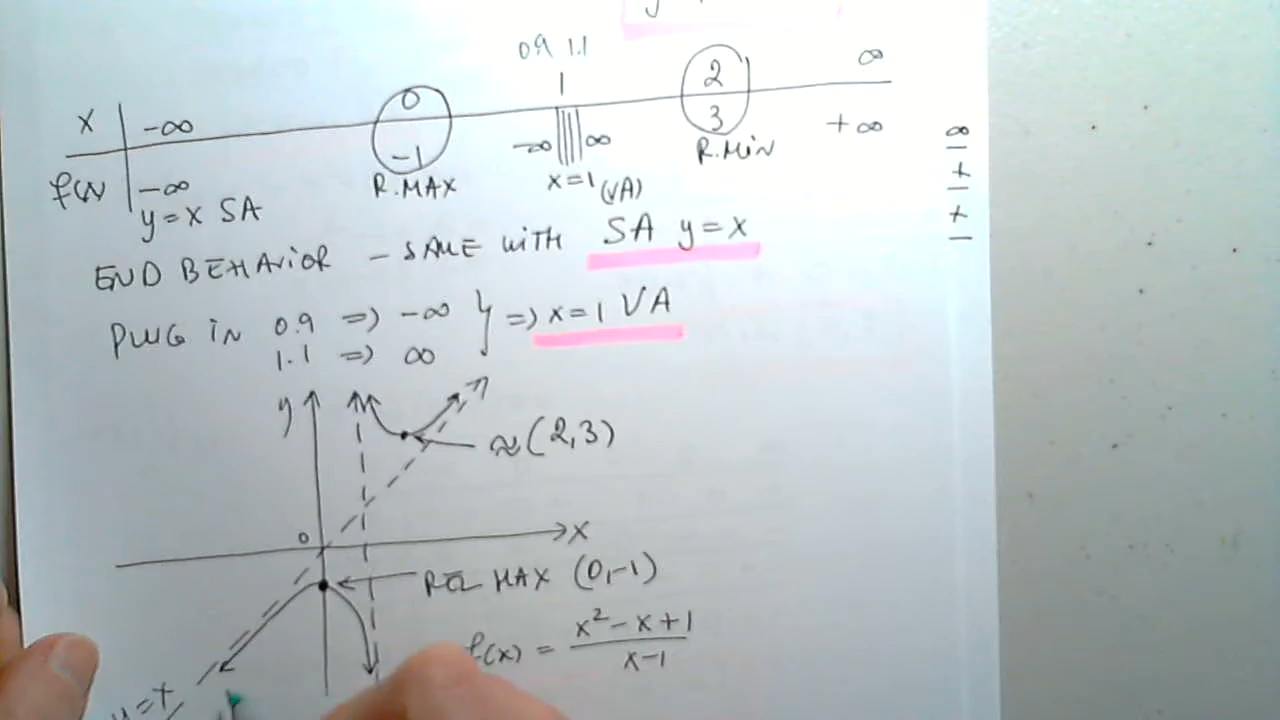 0.9 1.1
x -∞ 0 1 2 ∞
f(x) -∞ -1 -∞ ∞ 3 +∞
y=x SA R.MAX x=1 (VA) R.MIN
END BEHAVIOR - SAME WITH SA y=x
PLUG IN 0.9 => -∞ } => x=1 VA
1.1 => ∞
y
≈(2,3)
0 x
REL MAX (0,-1)
f(x) = x²-x+1 / x-1
y=x